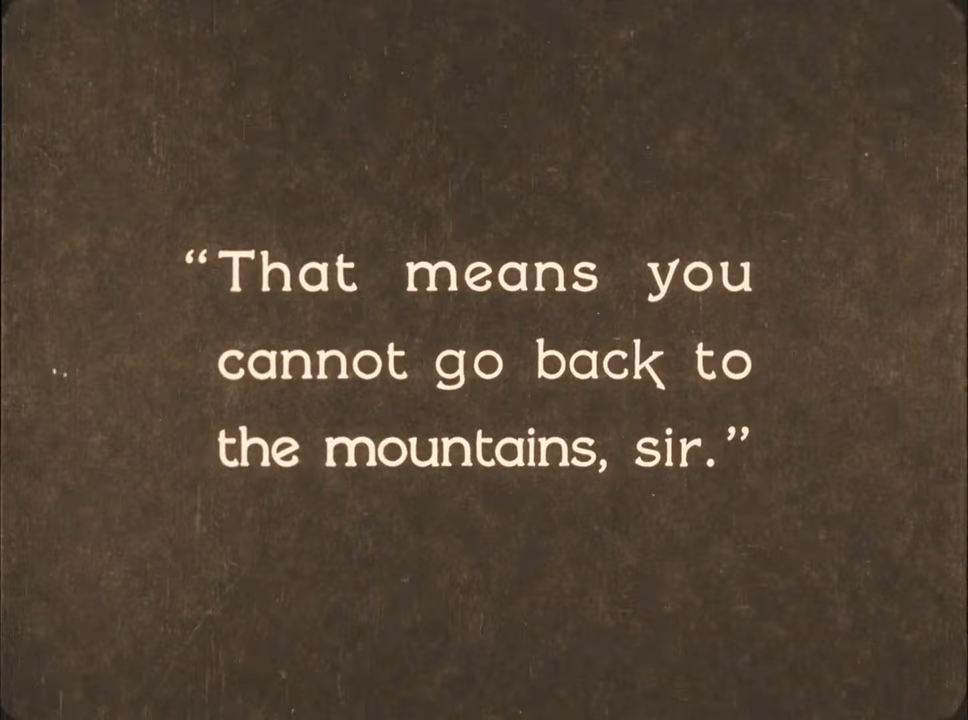 “That means you
cannot go back to
the mountains, sir.”